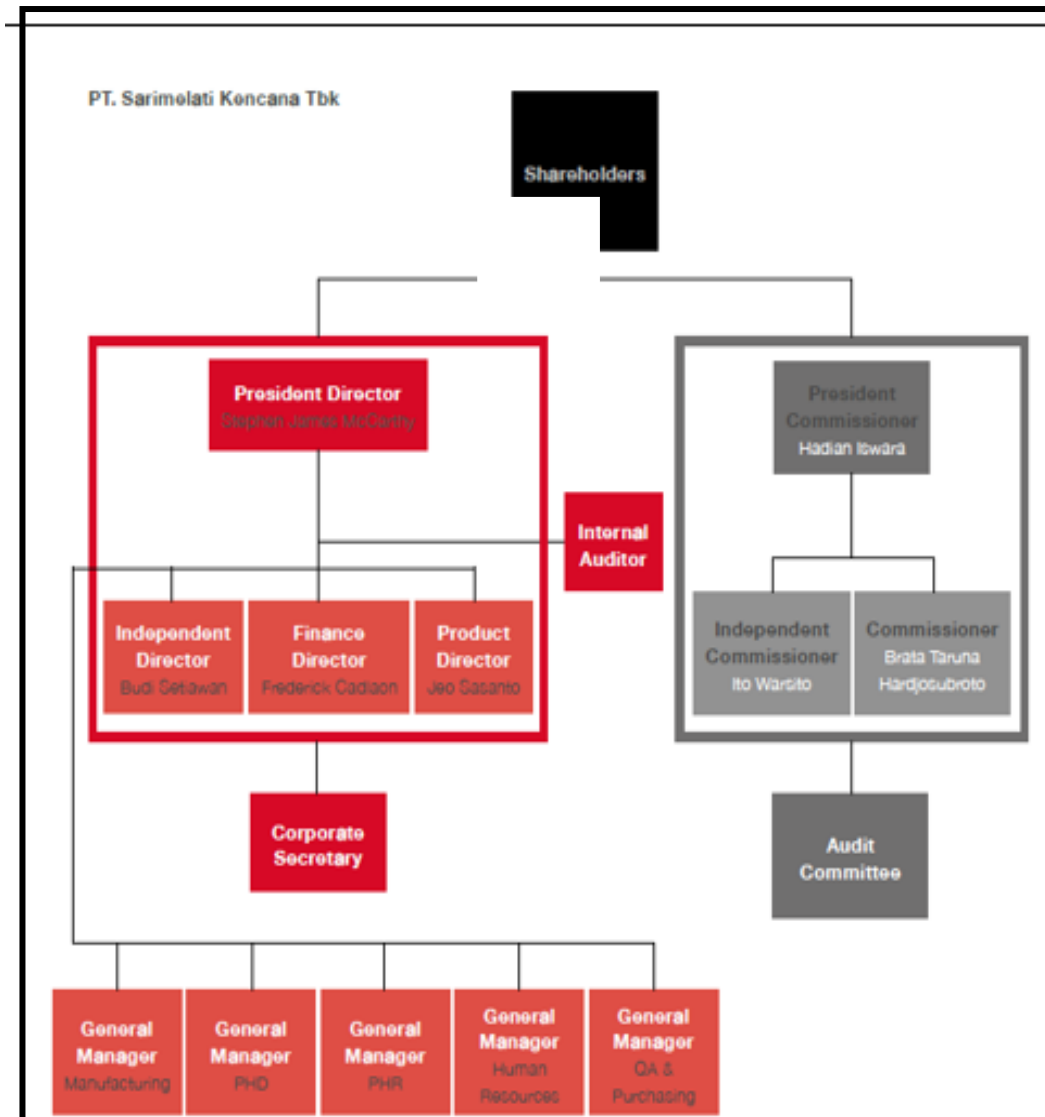 PT. Sarimelati Kencana Tbk
Shareholders
President Director
Stephen James McCarthy
President
Commissioner
Hadian Iswara
Internal
Auditor
Independent
Director
Budi Setiawan
Finance
Director
Frederick Cadlaon
Product
Director
Jeo Sasanto
Independent
Commissioner
Ito Warsito
Commissioner
Brata Taruna
Hardjosubroto
Corporate
Secretary
Audit
Committee
General
Manager
Manufacturing
General
Manager
PHD
General
Manager
PHR
General
Manager
Human
Resources
General
Manager
QA &
Purchasing